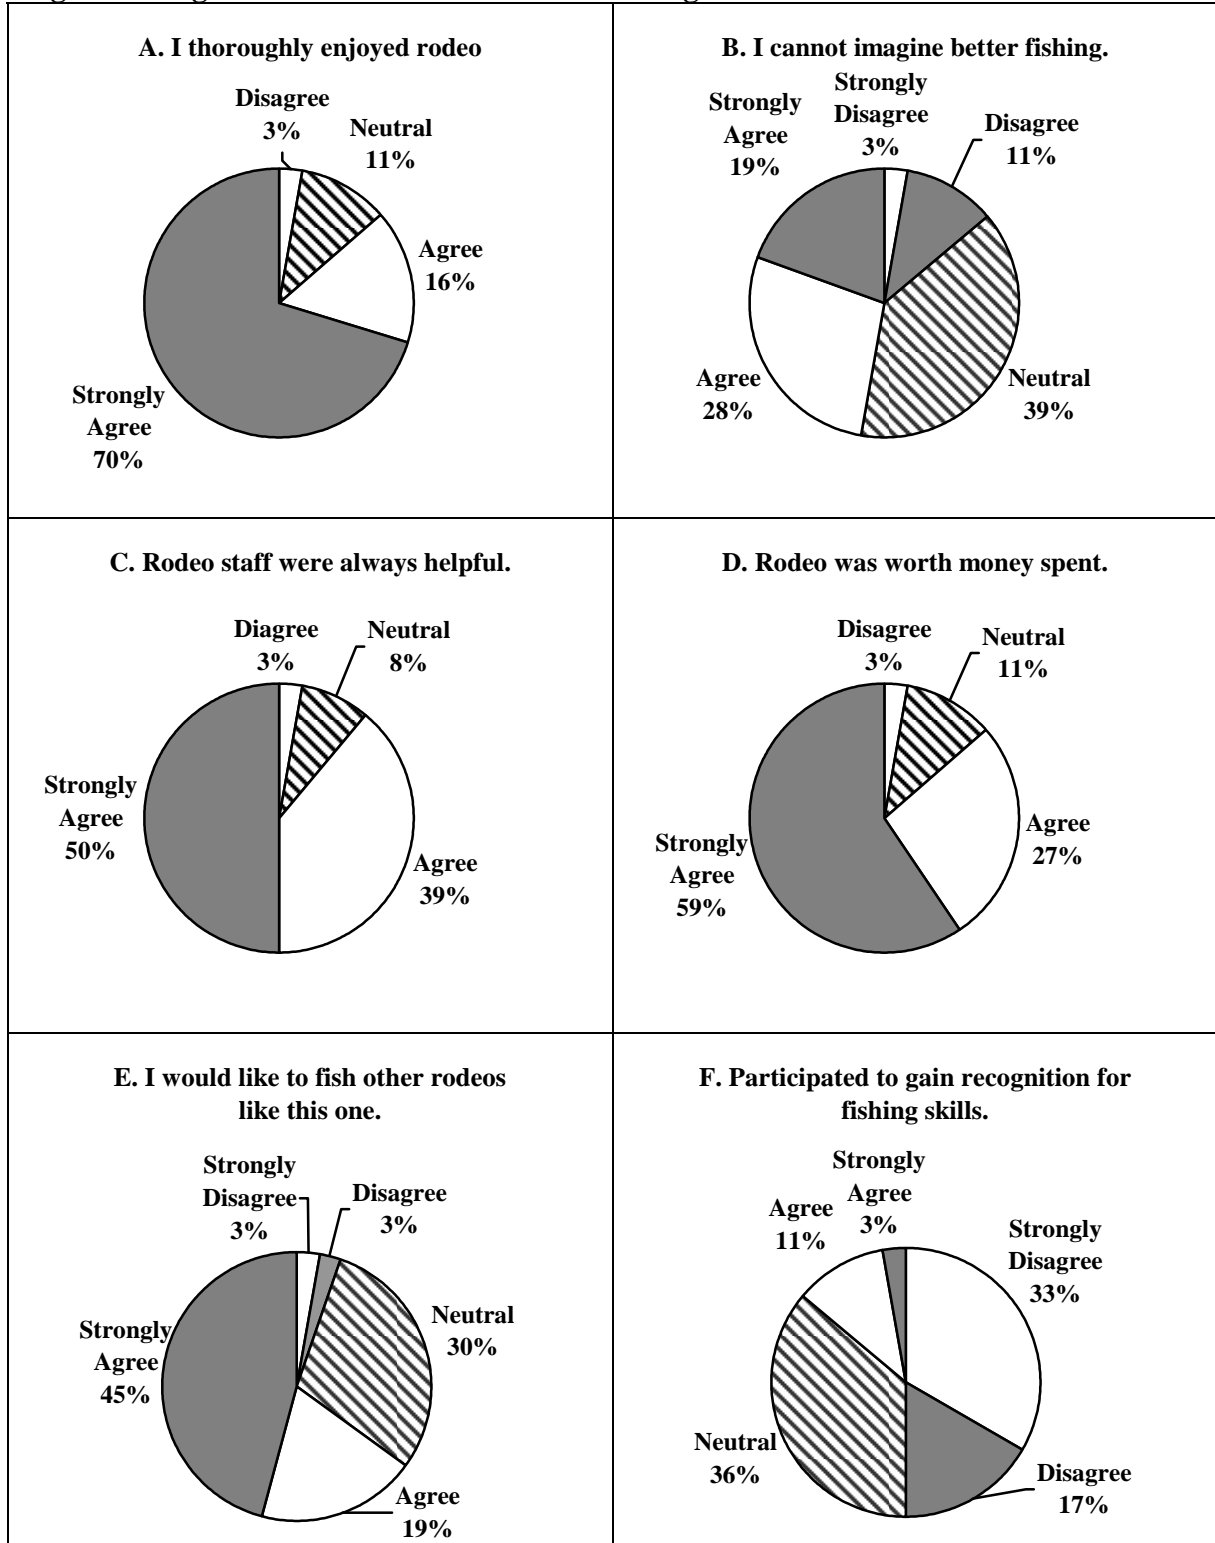 A. I thoroughly enjoyed rodeo
Disagree
3%
Neutral
11%
Agree
16%
Strongly
Agree
70%
B. I cannot imagine better fishing.
Strongly
Disagree
3%
Disagree
11%
Neutral
39%
Agree
28%
Strongly
Agree
19%
C. Rodeo staff were always helpful.
Diagree
3%
Neutral
8%
Agree
39%
Strongly
Agree
50%
D. Rodeo was worth money spent.
Disagree
3%
Neutral
11%
Agree
27%
Strongly
Agree
59%
E. I would like to fish other rodeos
like this one.
Strongly
Disagree
3%
Disagree
3%
Neutral
30%
Agree
19%
Strongly
Agree
45%
F. Participated to gain recognition for
fishing skills.
Strongly
Agree
3%
Strongly
Disagree
33%
Disagree
17%
Neutral
36%
Agree
11%